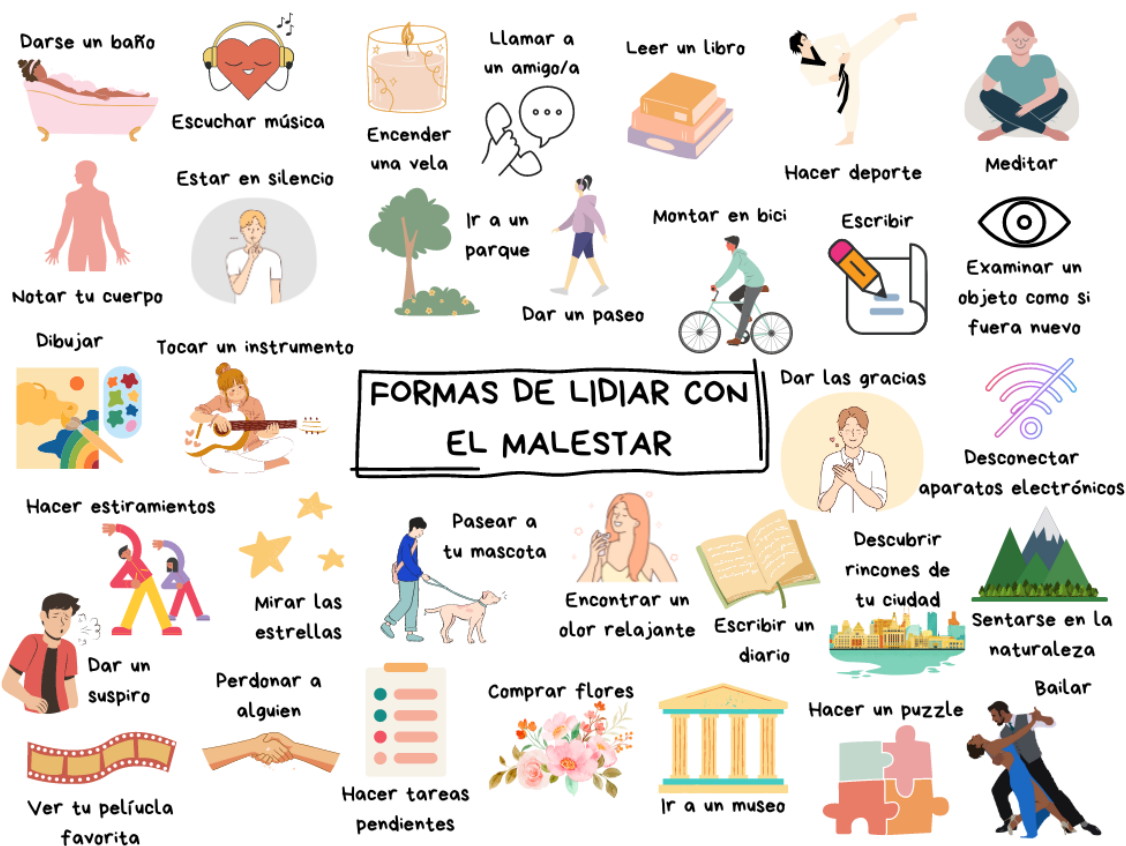 Darse un baño
Escuchar música
Encender
una vela
Llamar a
un amigo/a
Leer un libro
Hacer deporte
Meditar
Notar tu cuerpo
Estar en silencio
Ir a un
parque
Dar un paseo
Montar en bici
Escribir
Examinar un
objeto como si
fuera nuevo
Dibujar
Tocar un instrumento
FORMAS DE LIDIAR CON
EL MALESTAR
Dar las gracias
Desconectar
aparatos electrónicos
Hacer estiramientos
Mirar las
estrellas
Pasear a
tu mascota
Encontrar un
olor relajante
Escribir un
diario
Descubrir
rincones de
tu ciudad
Sentarse en la
naturaleza
Dar un
suspiro
Perdonar a
alguien
Comprar flores
Hacer un puzzle
Bailar
Ver tu pelíucla
favorita
Hacer tareas
pendientes
Ir a un museo